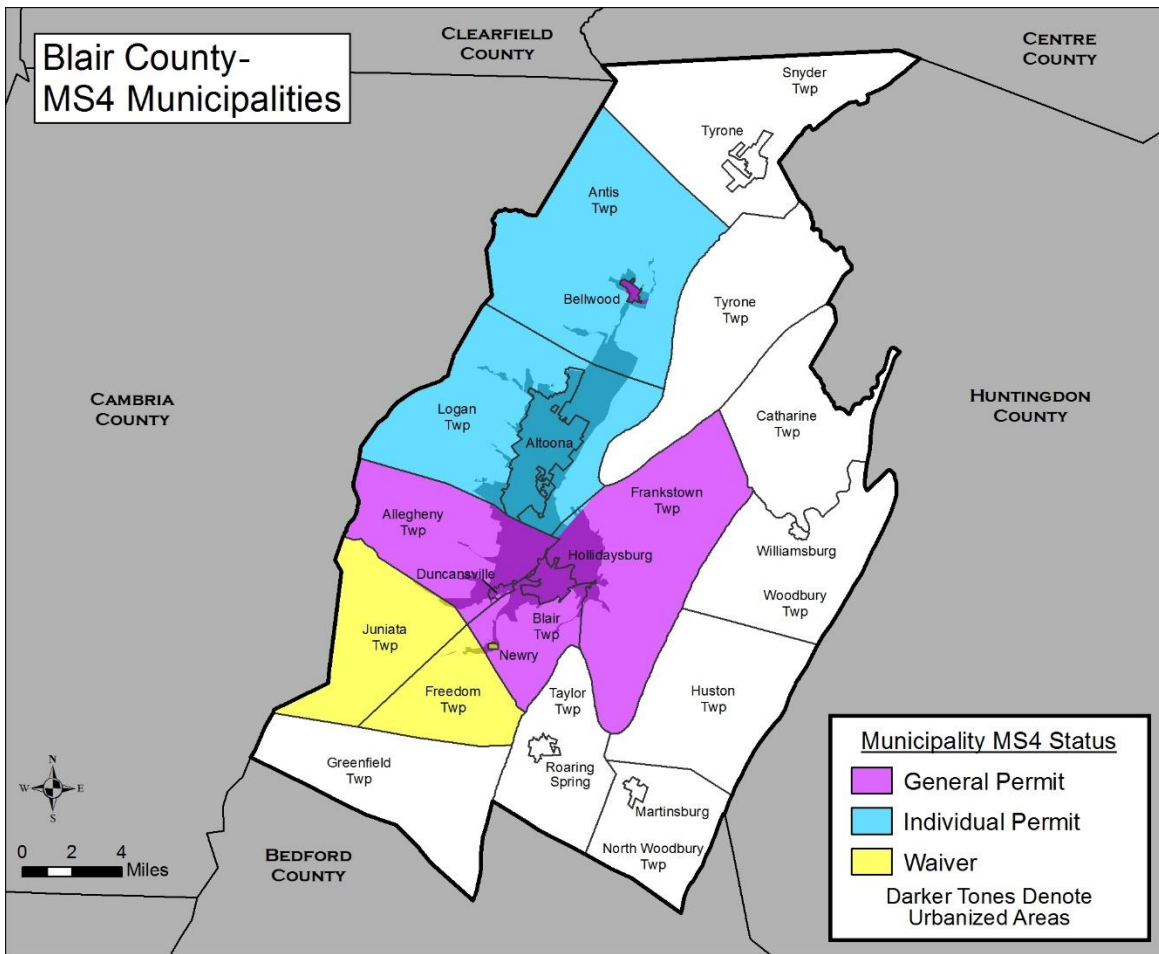 Blair County-
MS4 Municipalities
CLEARFIELD
COUNTY
CENTRE
COUNTY
Snyder
Twp
Tyrone
Antis
Twp
Bellwood
Tyrone
Twp
CAMBRIA
COUNTY
HUNTINGDON
COUNTY
Logan
Twp
Altoona
Catharine
Twp
Frankstown
Twp
Allegheny
Twp
Hollidaysburg
Williamsburg
Duncansville
Woodbury
Twp
Blair
Twp
Juniata
Twp
Newry
Freedom
Twp
Taylor
Twp
Huston
Twp
Greenfield
Twp
Roaring
Spring
Martinsburg
North Woodbury
Twp
BEDFORD
COUNTY
N
W E
S
0 2 4
Miles
Municipality MS4 Status
General Permit
Individual Permit
Waiver
Darker Tones Denote
Urbanized Areas